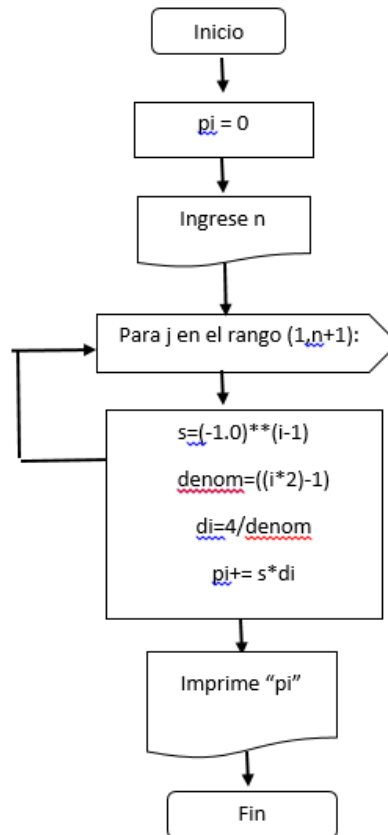 Inicio
pi = 0
Ingrese n
Para j en el rango (1,n+1):
s=(-1.0)**(i-1)
denom=((i*2)-1)
di=4/denom
pi+= s*di
Imprime “pi”
Fin